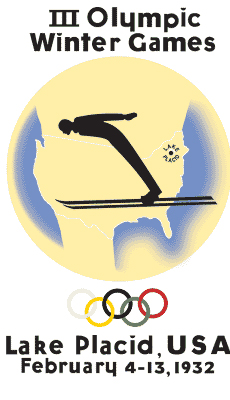 III Olympic
Winter Games
LAKE
PLACID
Lake Placid, USA
February 4-13, 1932